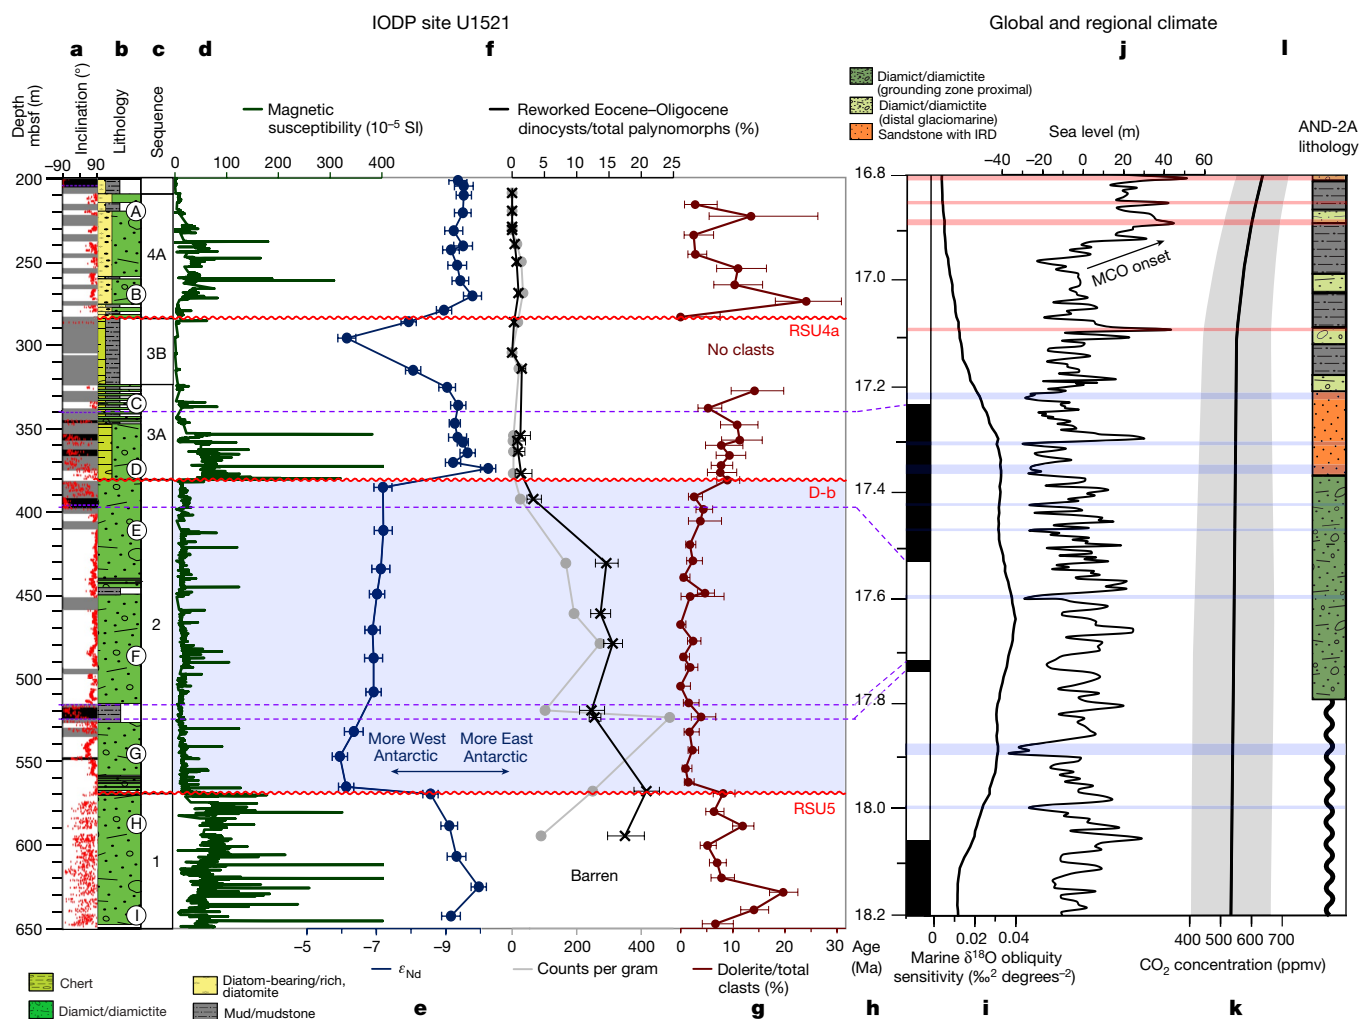 IODP site U1521
Global and regional climate
a b c d f j l
Depth
mbsf (m)
Inclination (°)
Lithology
Sequence
Magnetic
susceptibility (10–5 SI)
Reworked Eocene–Oligocene
dinocysts/total palynomorphs (%)
Diamict/diamictite
(grounding zone proximal)
Diamict/diamictite
(distal glaciomarine)
Sandstone with IRD
Sea level (m)
AND-2A
lithology
–90 90 0 100 200 300 400 0 5 10 15 20 25
–40 –20 0 20 40 60
200
250
300
350
400
450
500
550
600
650
A
B
C
D
E
F
G
H
I
4A
3B
3A
2
1
RSU4a
No clasts
D-b
More West
Antarctic
More East
Antarctic
RSU5
Barren
16.8
17.0
17.2
17.4
17.6
17.8
18.0
18.2
MCO onset
–5 –7 –9 0 200 400 0 10 20 30
εNd
Counts per gram
Dolerite/total
clasts (%)
Age
(Ma)
0 0.02 0.04
Marine δ18O obliquity
sensitivity (‰2 degrees–2)
400 500 600 700
CO2 concentration (ppmv)
Chert
Diamict/diamictite
Diatom-bearing/rich,
diatomite
Mud/mudstone
e g h i k